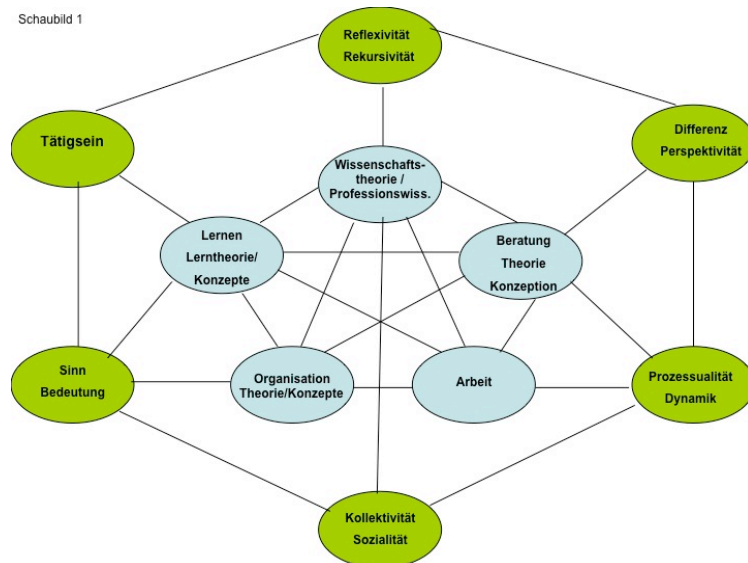 Schaubild 1
Reflexivität
Rekursivität
Tätigsein
Differenz
Perspektivität
Wissenschafts-
theorie /
Professionswiss.
Lernen
Lerntheorie/
Konzepte
Beratung
Theorie
Konzeption
Sinn
Bedeutung
Organisation
Theorie/Konzepte
Arbeit
Prozessualität
Dynamik
Kollektivität
Sozialität